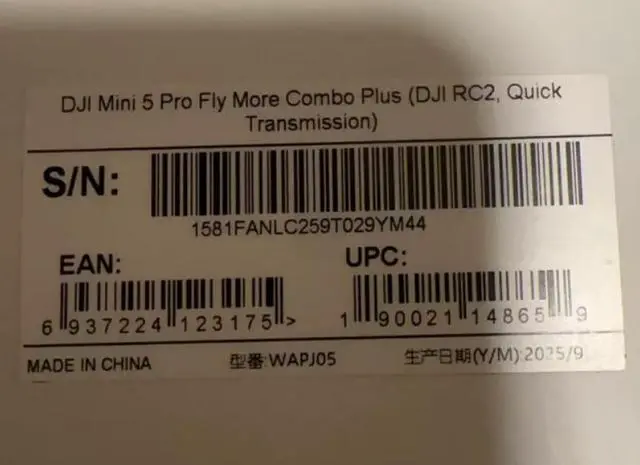 DJI Mini 5 Pro Fly More Combo Plus (DJI RC2, Quick
Transmission)
S/N:
1581FANLC259T029YM44
EAN:
UPC:
6 937224 123175 >
1 90021 14865 9
MADE IN CHINA 型番:WAPJ05 生产日期(Y/M): 2025/9